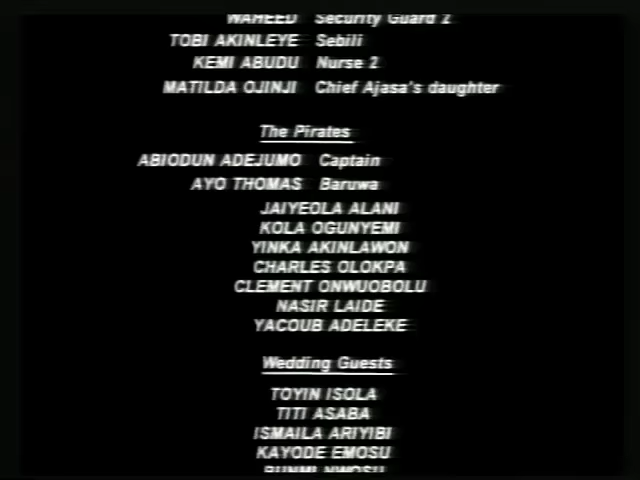 WAHEED Security Guard 2
TOBI AKINLEYE Sebili
KEMI ABUDU Nurse 2
MATILDA OJINJI Chief Ajasa's daughter
The Pirates
ABIODUN ADEJUMO Captain
AYO THOMAS Baruwa
JAIYEOLA ALANI
KOLA OGUNYEMI
YINKA AKINLAWON
CHARLES OLOKPA
CLEMENT ONWUOBOLU
NASIR LAIDE
YACOUB ADELEKE
Wedding Guests
TOYIN ISOLA
TITI ASABA
ISMAILA ARIYIBI
KAYODE EMOSU
BUNMI NWOSU